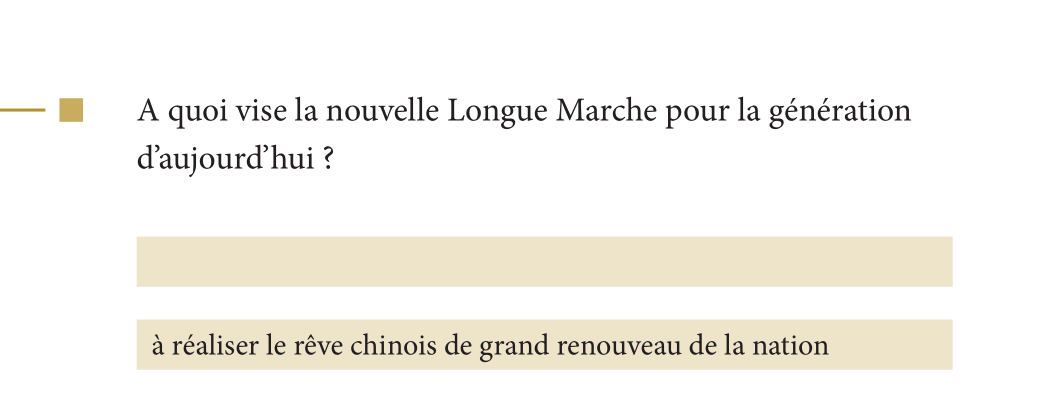 A quoi vise la nouvelle Longue Marche pour la génération
d’aujourd’hui ?
à réaliser le rêve chinois de grand renouveau de la nation